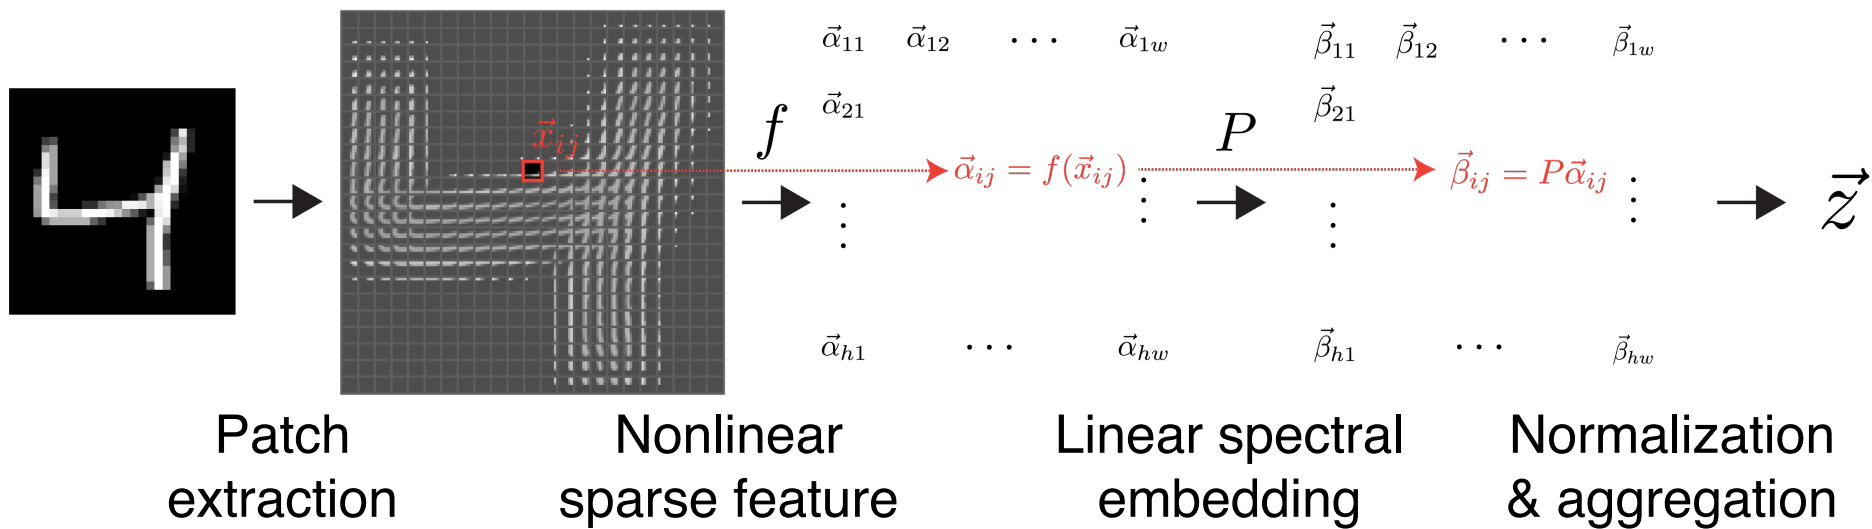 α⃗₁₁ α⃗₁₂ ··· α⃗₁w β⃗₁₁ β⃗₁₂ ··· β⃗₁w
f α⃗₂₁ P β⃗₂₁
x⃗ᵢⱼ α⃗ᵢⱼ = f(x⃗ᵢⱼ) β⃗ᵢⱼ = Pα⃗ᵢⱼ
⋮ ⋮ ⋮ ⋮ z⃗
α⃗ₕ₁ ··· α⃗ₕw β⃗ₕ₁ ··· β⃗ₕw
Patch
extraction
Nonlinear
sparse feature
Linear spectral
embedding
Normalization
& aggregation